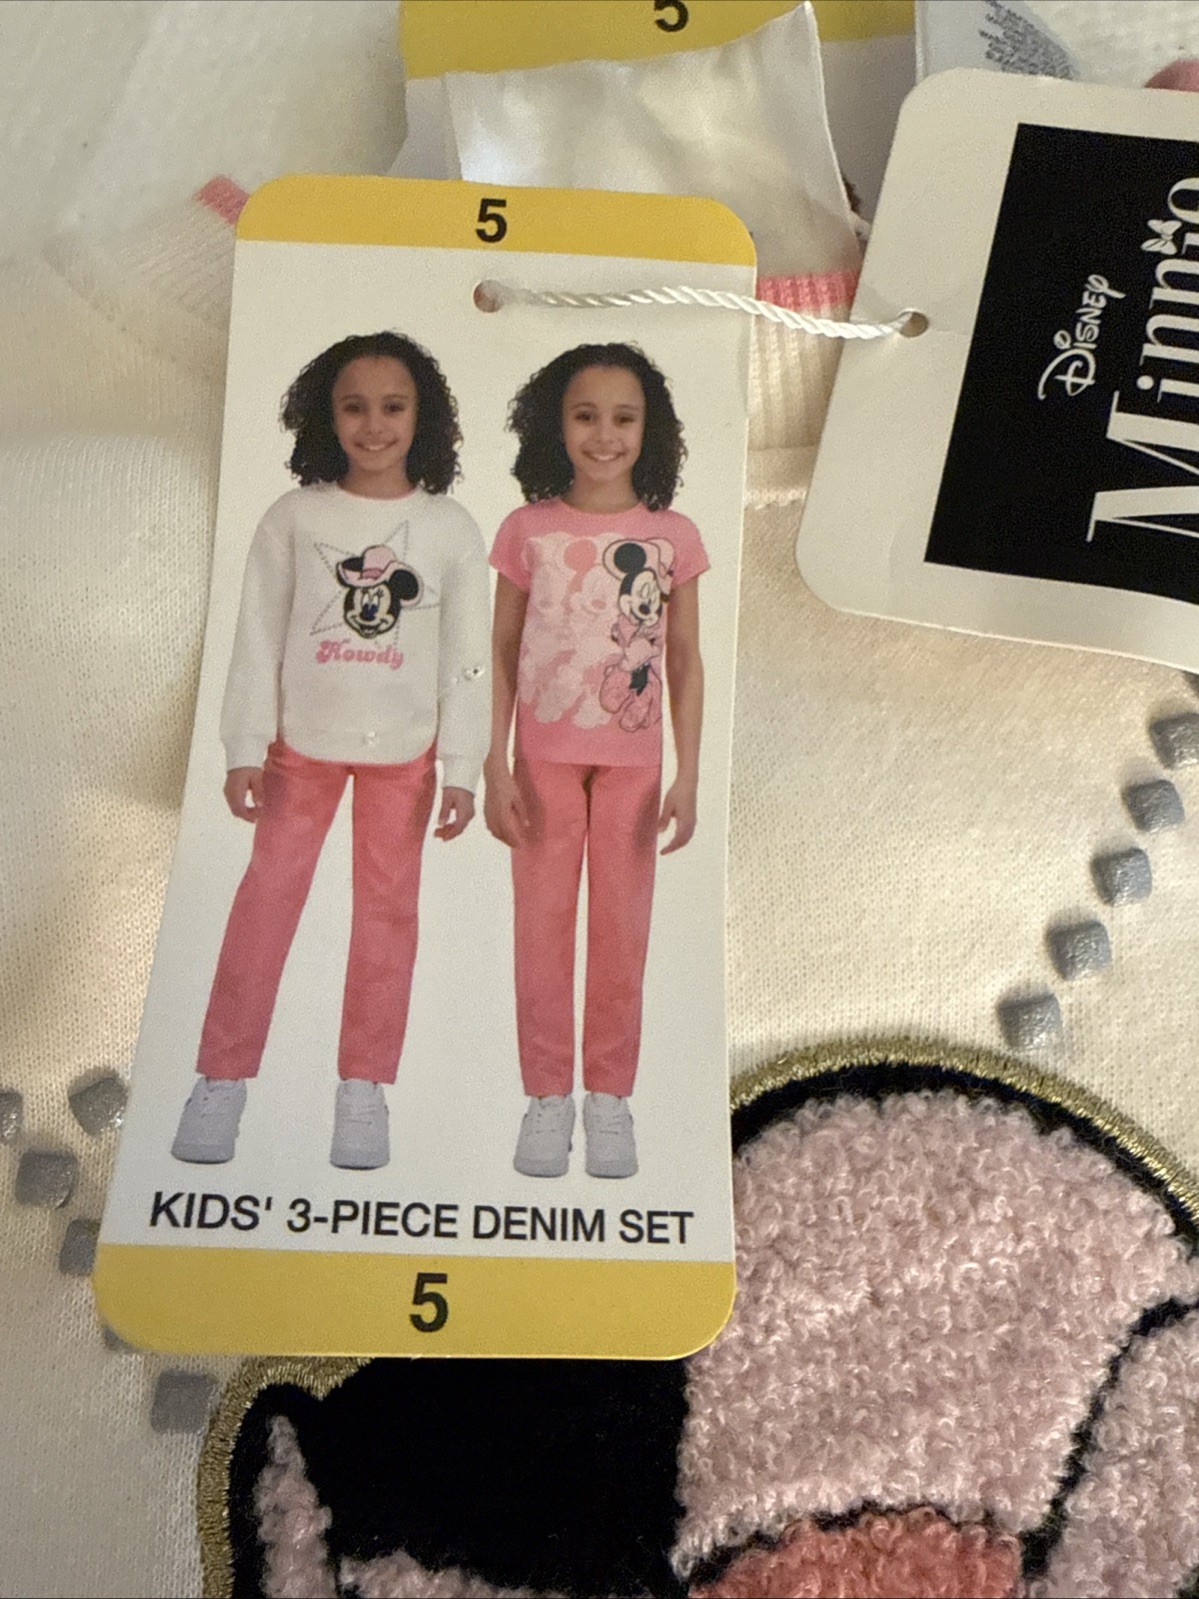 5
5
DISNEY
Minnie
Howdy
KIDS' 3-PIECE DENIM SET
5